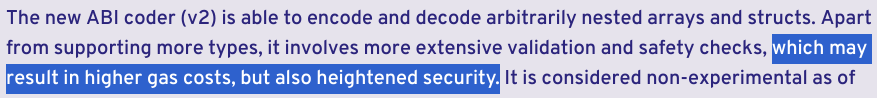 The new ABI coder (v2) is able to encode and decode arbitrarily nested arrays and structs. Apart
from supporting more types, it involves more extensive validation and safety checks, which may
result in higher gas costs, but also heightened security. It is considered non-experimental as of